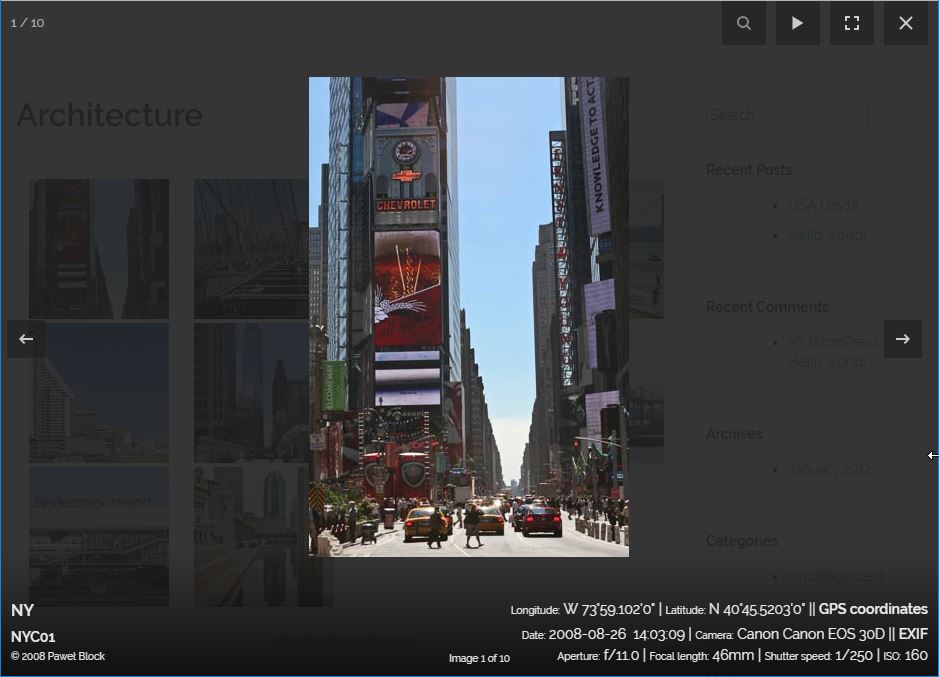 1 / 10
Architecture
Search ...
KNOWLEDGE TO ACT
CHEVROLET
Recent Posts
USA Day12
Hello world!
Recent Comments
Mr WordPress
Hello world!
ELCOMEWAY
Archives
January 2012
Categories
Uncategorized
NY
NYC01
© 2008 Paweł Block
Image 1 of 10
Longitude: W 73°59.102'0" | Latitude: N 40°45.5203'0" || GPS coordinates
Date: 2008-08-26 14:03:09 | Camera: Canon Canon EOS 30D || EXIF
Aperture: f/11.0 | Focal length: 46mm | Shutter speed: 1/250 | ISO: 160